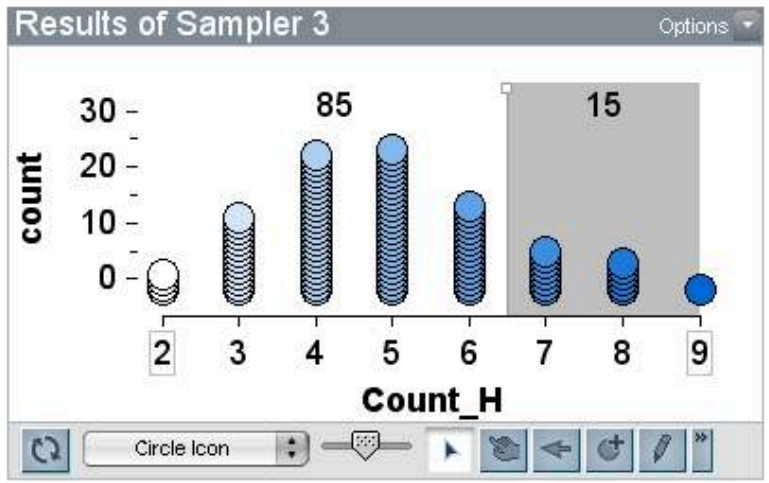 Results of Sampler 3
Options
85 15
30
20
10
0
count
2 3 4 5 6 7 8 9
Count_H
Circle Icon
»